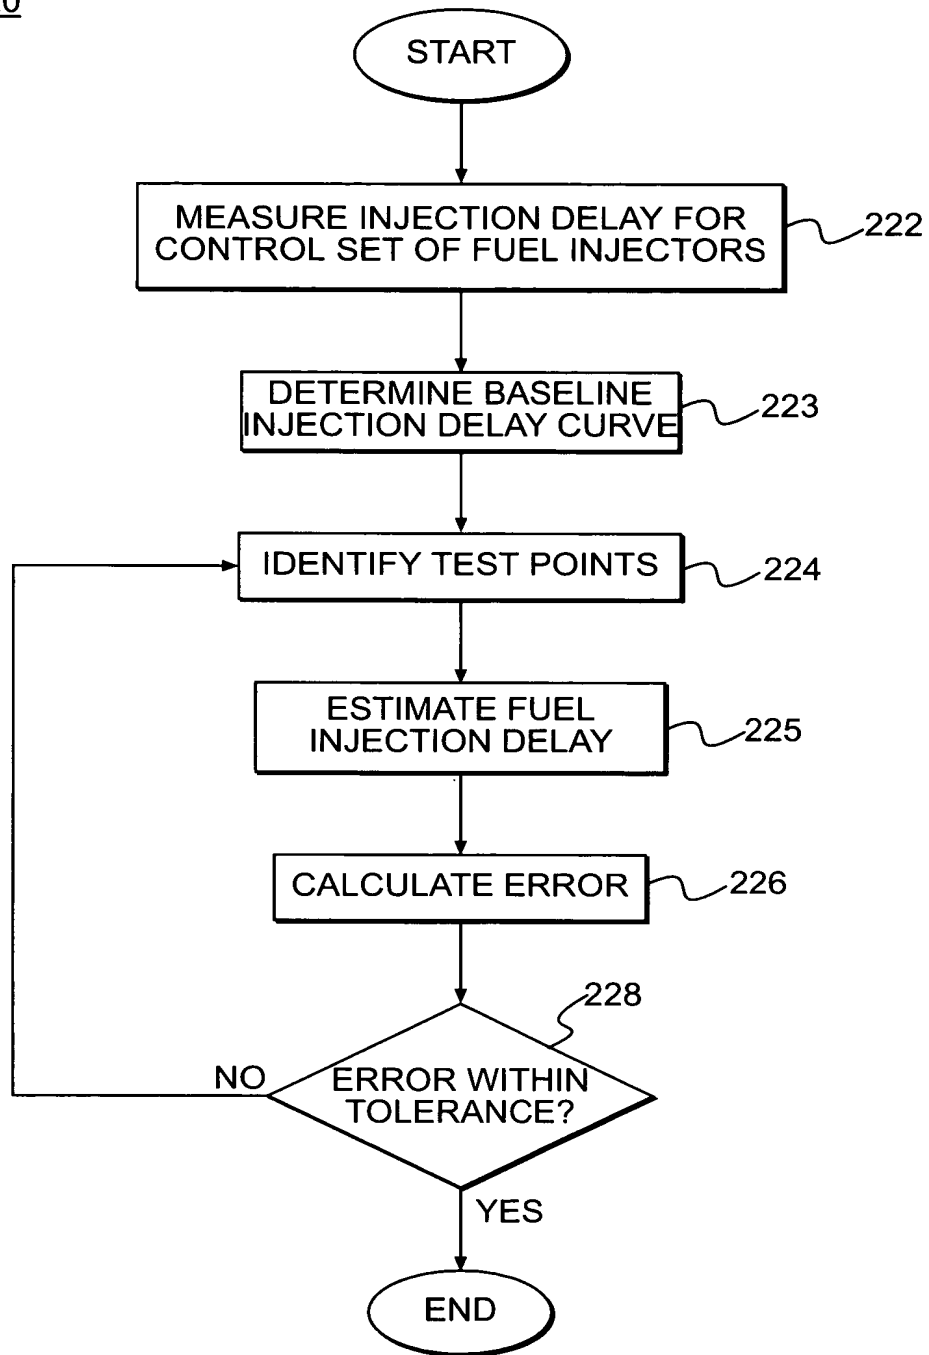 START
MEASURE INJECTION DELAY FOR
CONTROL SET OF FUEL INJECTORS
222
DETERMINE BASELINE
INJECTION DELAY CURVE
223
IDENTIFY TEST POINTS
224
ESTIMATE FUEL
INJECTION DELAY
225
CALCULATE ERROR
226
228
ERROR WITHIN
TOLERANCE?
NO
YES
END